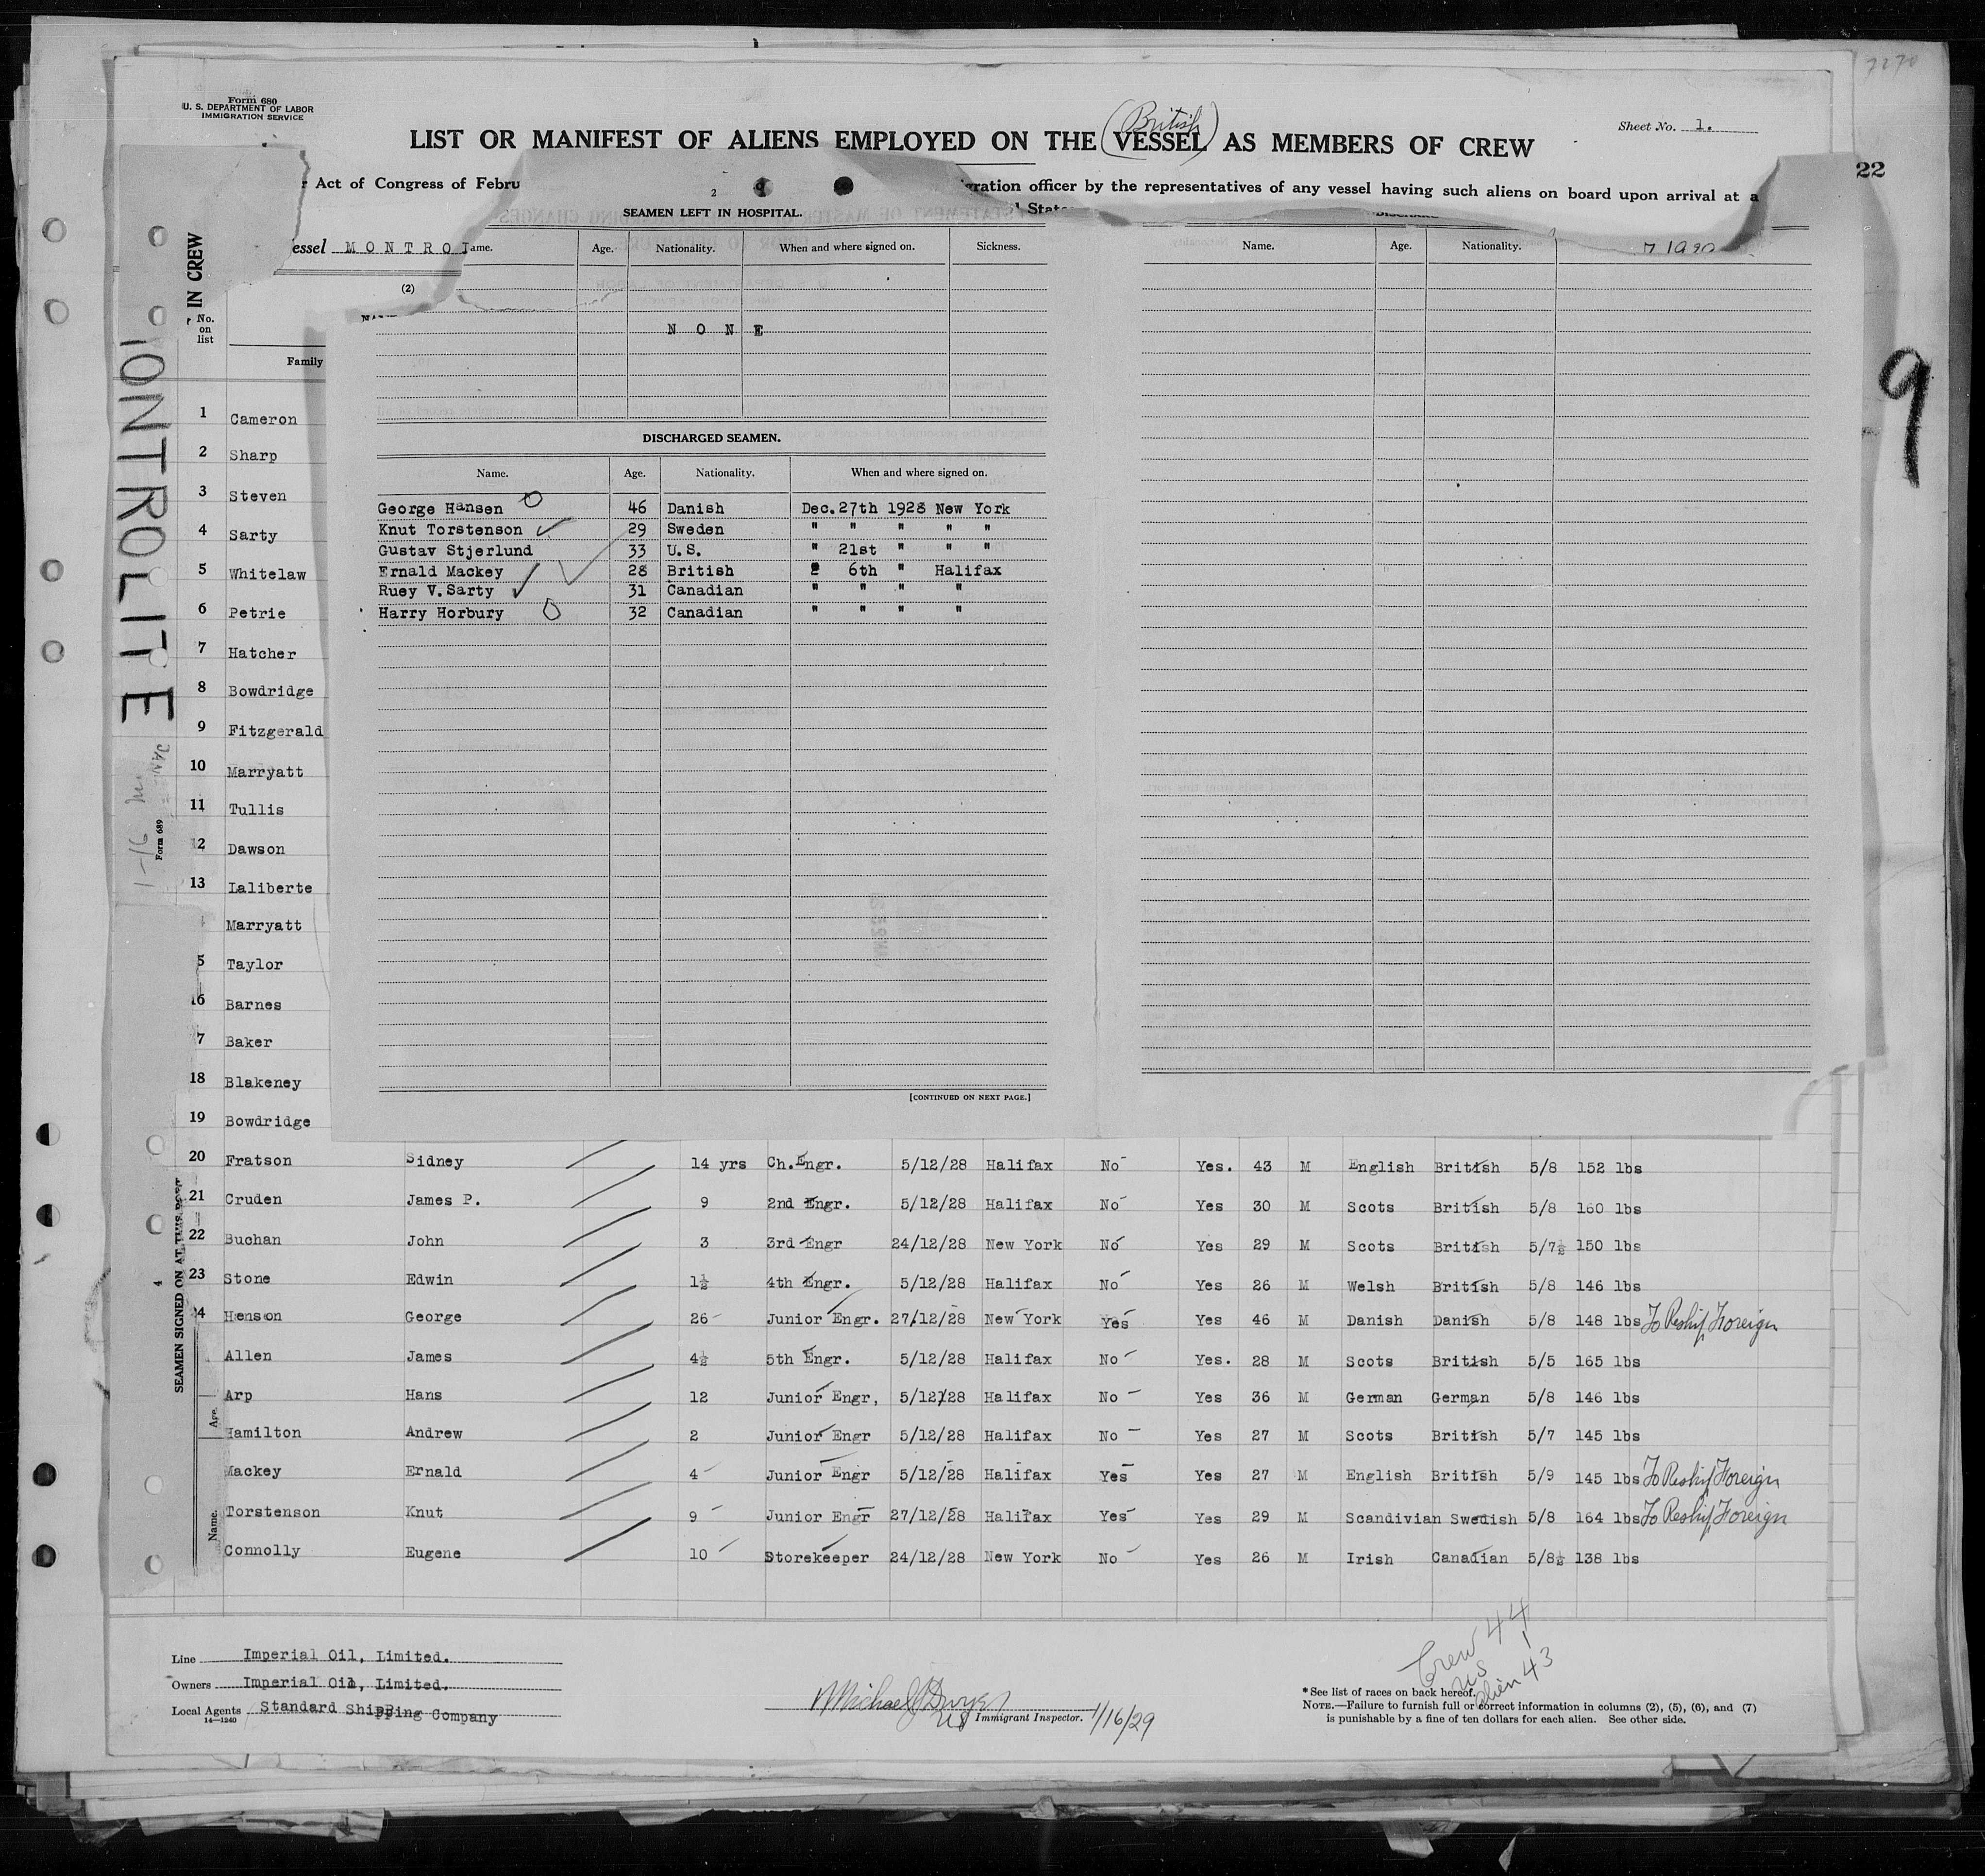 7270
Form 680
U. S. DEPARTMENT OF LABOR
IMMIGRATION SERVICE
Sheet No. 1.
(British)
LIST OR MANIFEST OF ALIENS EMPLOYED ON THE VESSEL AS MEMBERS OF CREW
22
Act of Congress of Febru
gration officer by the representatives of any vessel having such aliens on board upon arrival at a
2
SEAMEN LEFT IN HOSPITAL.
essel MONTRO
ame. Age. Nationality. When and where signed on. Sickness.
Name. Age. Nationality.
(2)
IN CREW
No. on list
Family
N O N E
MONTROLITE
9
DISCHARGED SEAMEN.
Name. Age. Nationality. When and where signed on.
George Hansen 46 Danish Dec. 27th 1928 New York
Knut Torstenson 29 Sweden " " " " "
Gustav Stjerlund 33 U.S. " 21st " " "
Ernald Mackey 28 British 6th " Halifax
Ruey V. Sarty 31 Canadian " " " "
Harry Horbury 32 Canadian " " " "
[CONTINUED ON NEXT PAGE.]
1 Cameron
2 Sharp
3 Steven
4 Sarty
5 Whitelaw
6 Petrie
7 Hatcher
8 Bowdridge
9 Fitzgerald
10 Marryatt
11 Tullis
12 Dawson
13 Laliberte
Marryatt
5 Taylor
16 Barnes
7 Baker
18 Blakeney
19 Bowdridge
1-16
Form 689
20 Fratson Sidney 14 yrs Ch.Engr. 5/12/28 Halifax No Yes. 43 M English British 5/8 152 lbs
21 Cruden James P. 9 2nd Engr. 5/12/28 Halifax No Yes 30 M Scots British 5/8 160 lbs
22 Buchan John 3 3rd Engr 24/12/28 New York No Yes 29 M Scots British 5/7½ 150 lbs
23 Stone Edwin 1½ 4th Engr. 5/12/28 Halifax No Yes 26 M Welsh British 5/8 146 lbs
24 Henson George 26 Junior Engr. 27/12/28 New York Yes Yes 46 M Danish Danish 5/8 148 lbs To Reship Foreign
Allen James 4½ 5th Engr. 5/12/28 Halifax No Yes. 28 M Scots British 5/5 165 lbs
Arp Hans 12 Junior Engr, 5/12/28 Halifax No Yes 36 M German German 5/8 146 lbs
Hamilton Andrew 2 Junior Engr 5/12/28 Halifax No Yes 27 M Scots British 5/7 145 lbs
Mackey Ernald 4 Junior Engr 5/12/28 Halifax Yes Yes 27 M English British 5/9 145 lbs To Reship Foreign
Torstenson Knut 9 Junior Engr 27/12/28 Halifax Yes Yes 29 M Scandivian Swedish 5/8 164 lbs To Reship Foreign
Connolly Eugene 10 Storekeeper 24/12/28 New York No Yes 26 M Irish Canadian 5/8½ 138 lbs
SEAMEN SIGNED ON AT THIS PORT
4
Age.
Name.
Crew 44
US 1
alien 43
Line Imperial Oil, Limited.
Owners Imperial Oil, Limited.
Local Agents Standard Shipping Company
14—1240
Immigrant Inspector. 1/16/29
* See list of races on back hereof.
NOTE.—Failure to furnish full or correct information in columns (2), (5), (6), and (7)
is punishable by a fine of ten dollars for each alien. See other side.